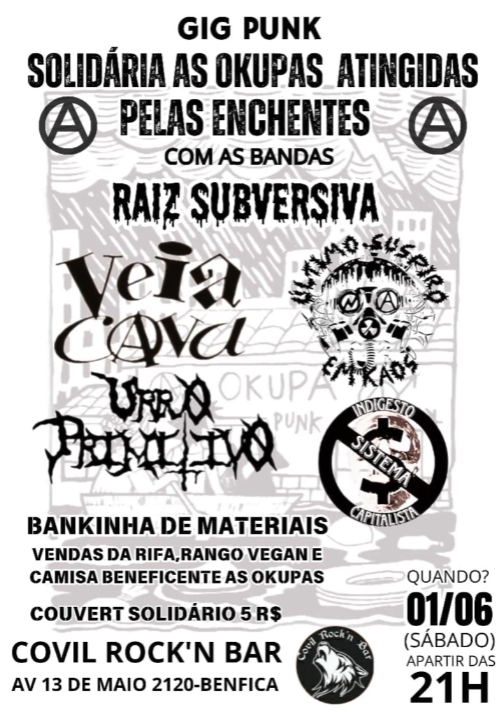 GIG PUNK
SOLIDÁRIA AS OKUPAS ATINGIDAS
PELAS ENCHENTES
COM AS BANDAS
RAIZ SUBVERSIVA
VEIA
CAVA
ÚLTIMO SUSPIRO
EM KAOS
URRO
PRIMITIVO
OKUPA
PUNK
INDIGESTO
SISTEMA
CAPITALISTA
BANKINHA DE MATERIAIS
VENDAS DA RIFA,RANGO VEGAN E
CAMISA BENEFICENTE AS OKUPAS
COUVERT SOLIDÁRIO 5 R$
COVIL ROCK'N BAR
AV 13 DE MAIO 2120-BENFICA
Covil Rock'n Bar
QUANDO?
01/06
(SÁBADO)
APARTIR DAS
21H